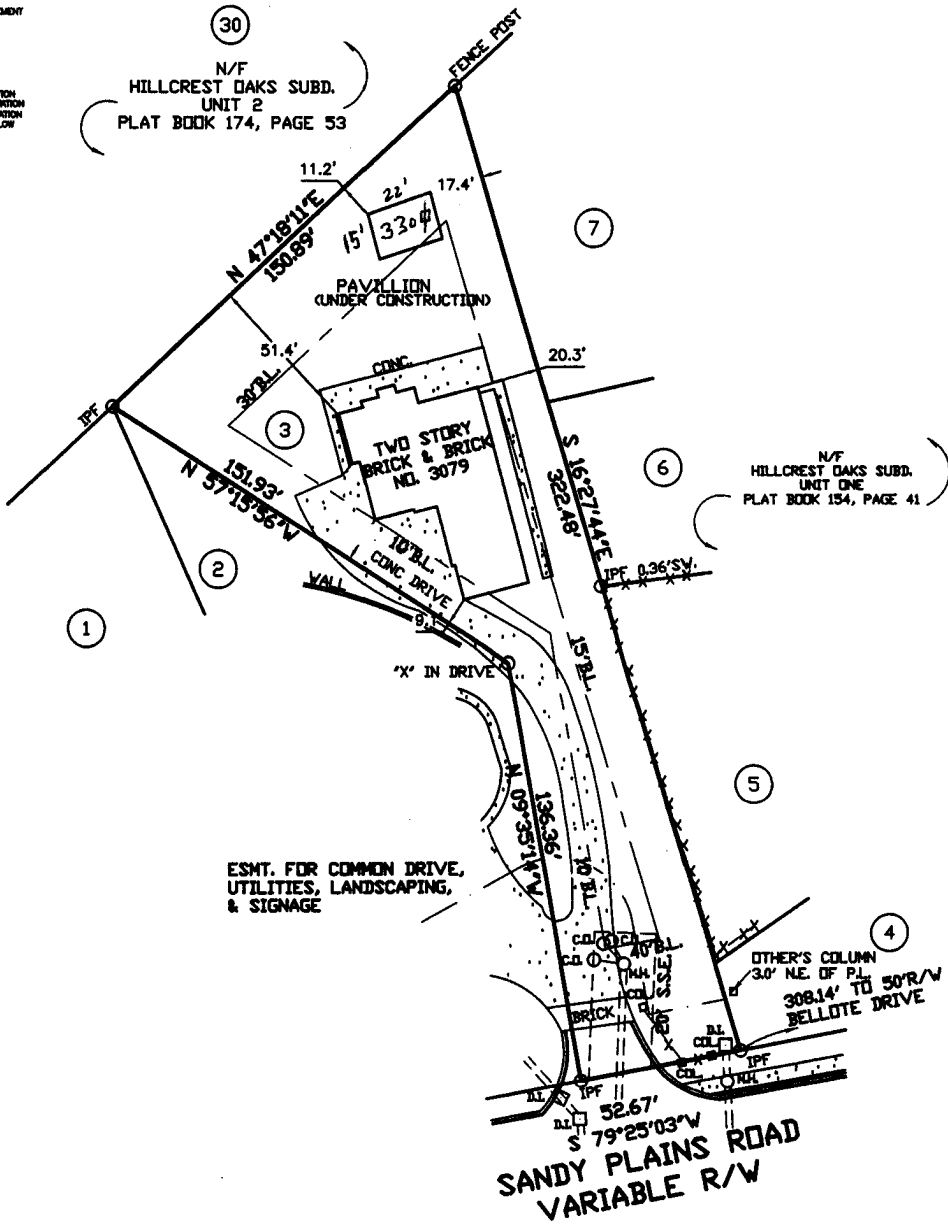 30
N/F
HILLCREST OAKS SUBD.
UNIT 2
PLAT BOOK 174, PAGE 53
FENCE POST
11.2'
22'
17.4'
15'
330
7
N 47°18'11"E
150.89'
PAVILLION
(UNDER CONSTRUCTION)
51.4'
20.3'
CONC.
30'B.L.
IPF
3
TWO STORY
BRICK & BRICK
NO. 3079
151.93'
N 57°15'56"W
S 16°27'44"E
322.48'
6
N/F
HILLCREST OAKS SUBD.
UNIT ONE
PLAT BOOK 154, PAGE 41
10'B.L.
CONC DRIVE
2
WALL
IPF 0.36'SW.
1
"X" IN DRIVE
15'B.L.
N 09°35'14"W
136.36'
5
ESMT. FOR COMMON DRIVE,
UTILITIES, LANDSCAPING,
& SIGNAGE
10'B.L.
C.O.
C.O.
40'B.L.
M.H.
COL
20' S.S.E.
BRICK
4
OTHER'S COLUMN
3.0' N.E. OF P.L.
308.14' TO 50'R/W
BELLOTE DRIVE
D.I.
COL
COL
IPF
M.H.
D.I.
IPF
D.I.
52.67'
S 79°25'03"W
SANDY PLAINS ROAD
VARIABLE R/W